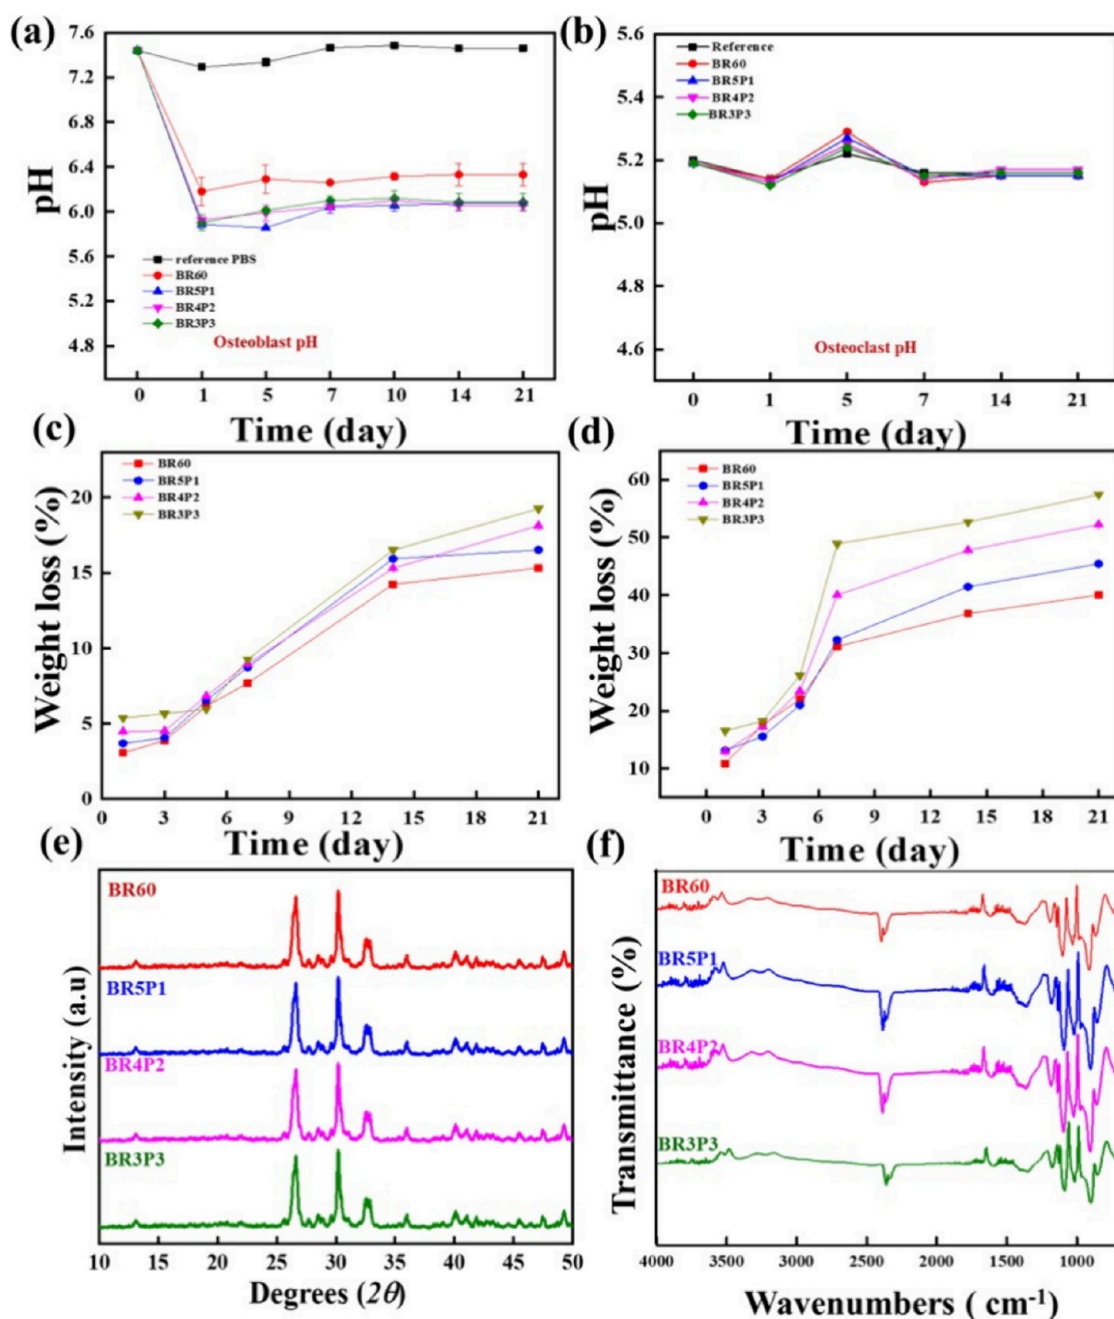 (a)
pH
7.6
7.2
6.4
6.0
5.6
5.2
4.8
reference PBS
BR60
BR5P1
BR4P2
BR3P3
Osteoblast pH
0 1 5 7 10 14 21
Time (day)
(b)
pH
5.6
5.4
5.2
5.0
4.8
4.6
Reference
BR60
BR5P1
BR4P2
BR3P3
Osteoclast pH
0 1 5 7 14 21
Time (day)
(c)
Weight loss (%)
20
15
10
5
0
BR60
BR5P1
BR4P2
BR3P3
0 3 6 9 12 15 18 21
Time (day)
(d)
Weight loss (%)
60
50
40
30
20
10
BR60
BR5P1
BR4P2
BR3P3
0 3 6 9 12 15 18 21
Time (day)
(e)
Intensity (a.u)
BR60
BR5P1
BR4P2
BR3P3
10 15 20 25 30 35 40 45 50
Degrees (2θ)
(f)
Transmittance (%)
BR60
BR5P1
BR4P2
BR3P3
4000 3500 3000 2500 2000 1500 1000
Wavenumbers ( cm-1)